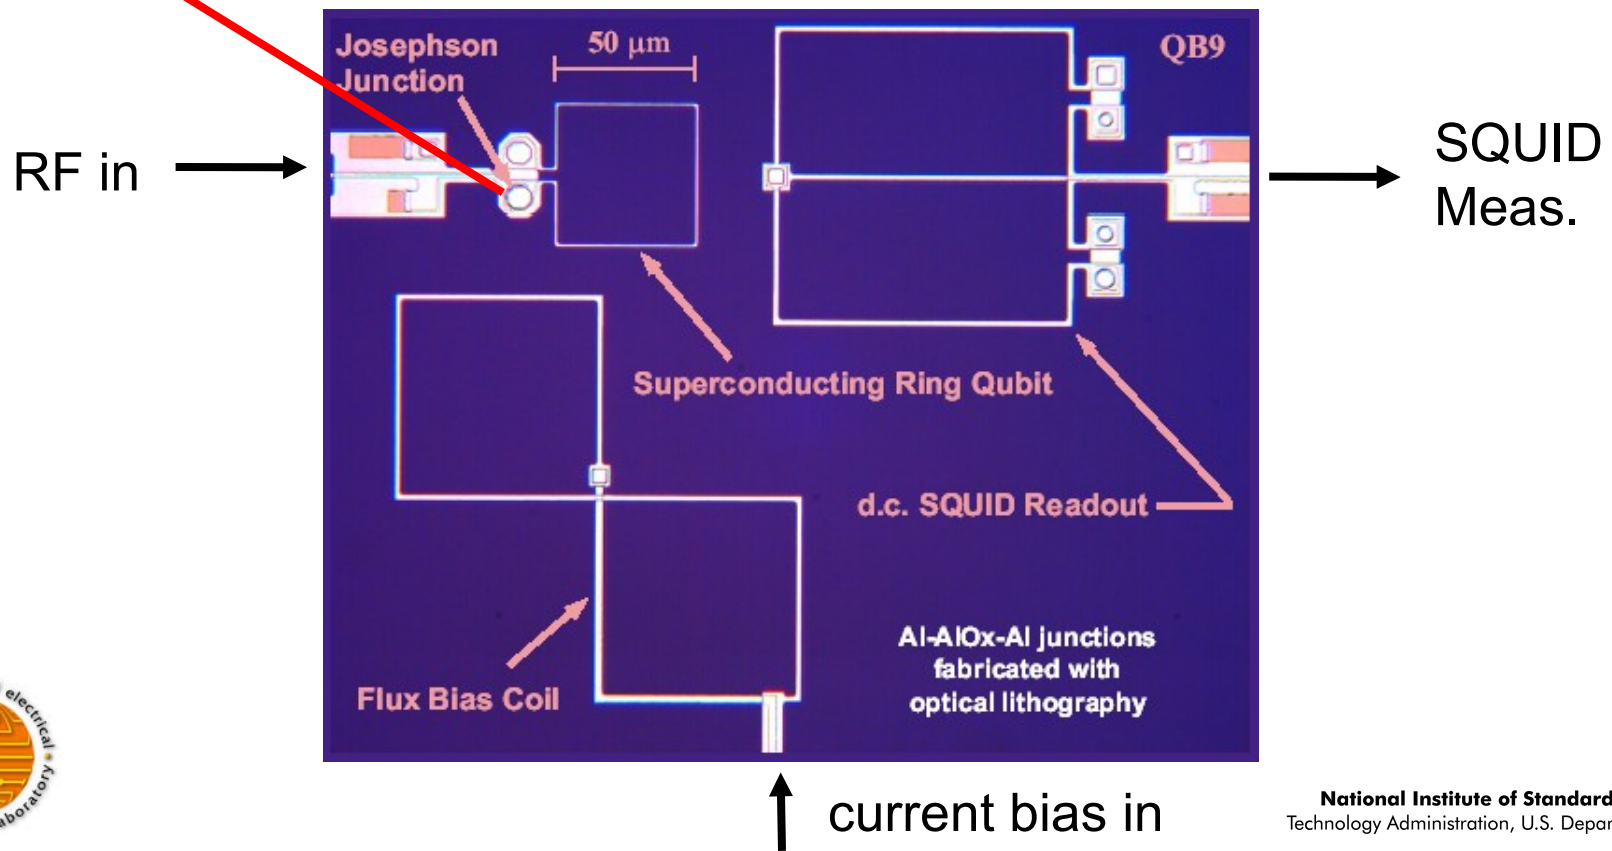 Josephson
Junction
50 μm
QB9
RF in
SQUID
Meas.
Superconducting Ring Qubit
d.c. SQUID Readout
Flux Bias Coil
Al-AlOx-Al junctions
fabricated with
optical lithography
electrical •
current bias in
National Institute of Standard
Technology Administration, U.S. Depar